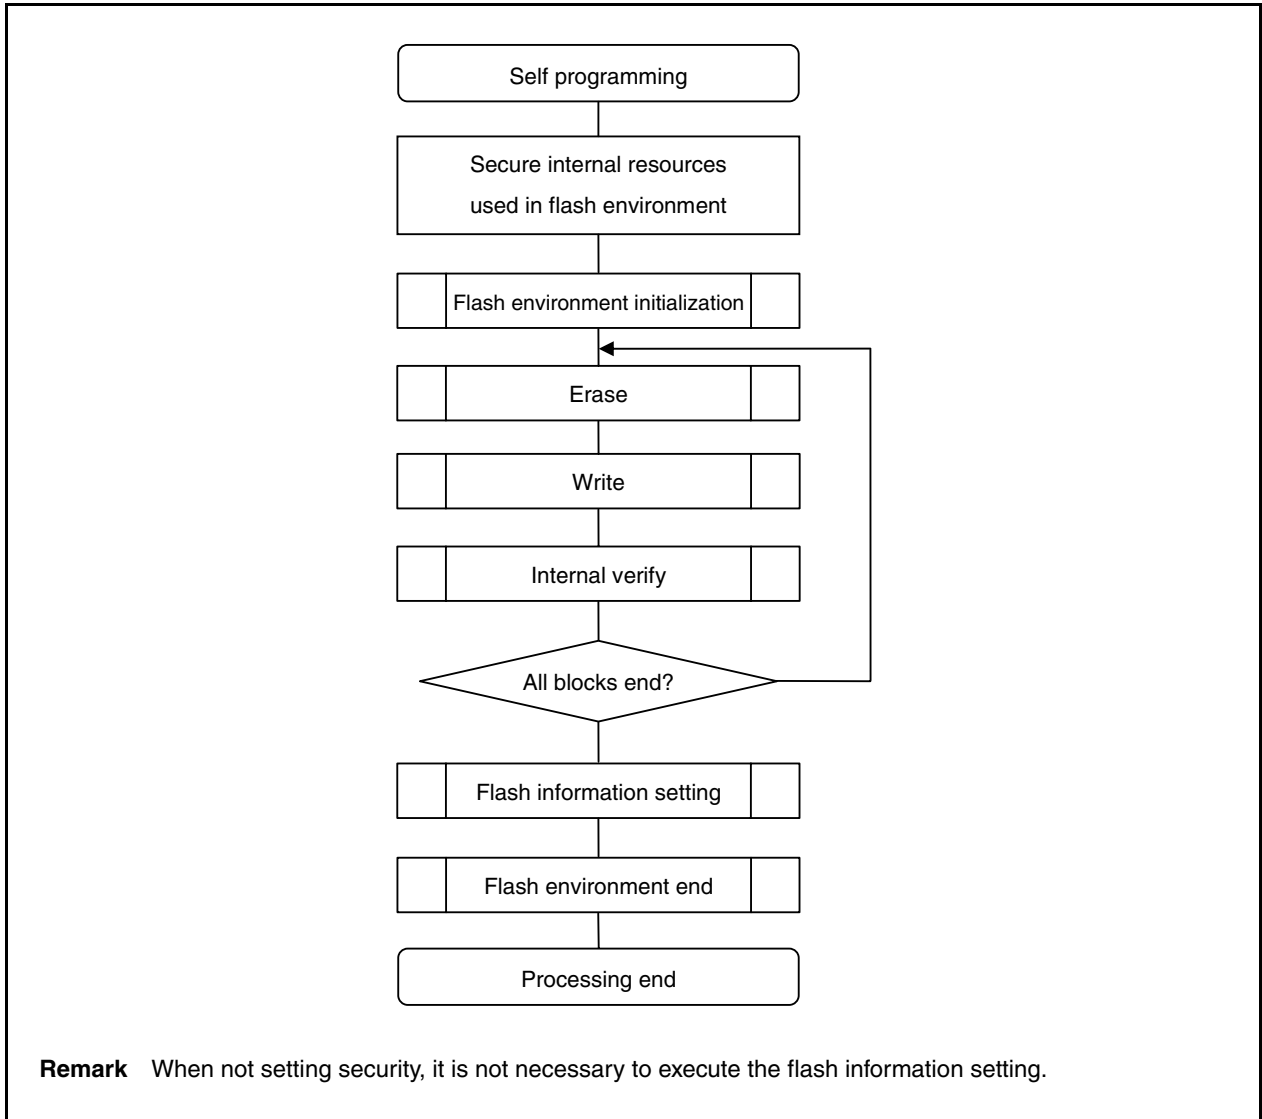 Self programming
Secure internal resources
used in flash environment
Flash environment initialization
Erase
Write
Internal verify
All blocks end?
Flash information setting
Flash environment end
Processing end
Remark When not setting security, it is not necessary to execute the flash information setting.